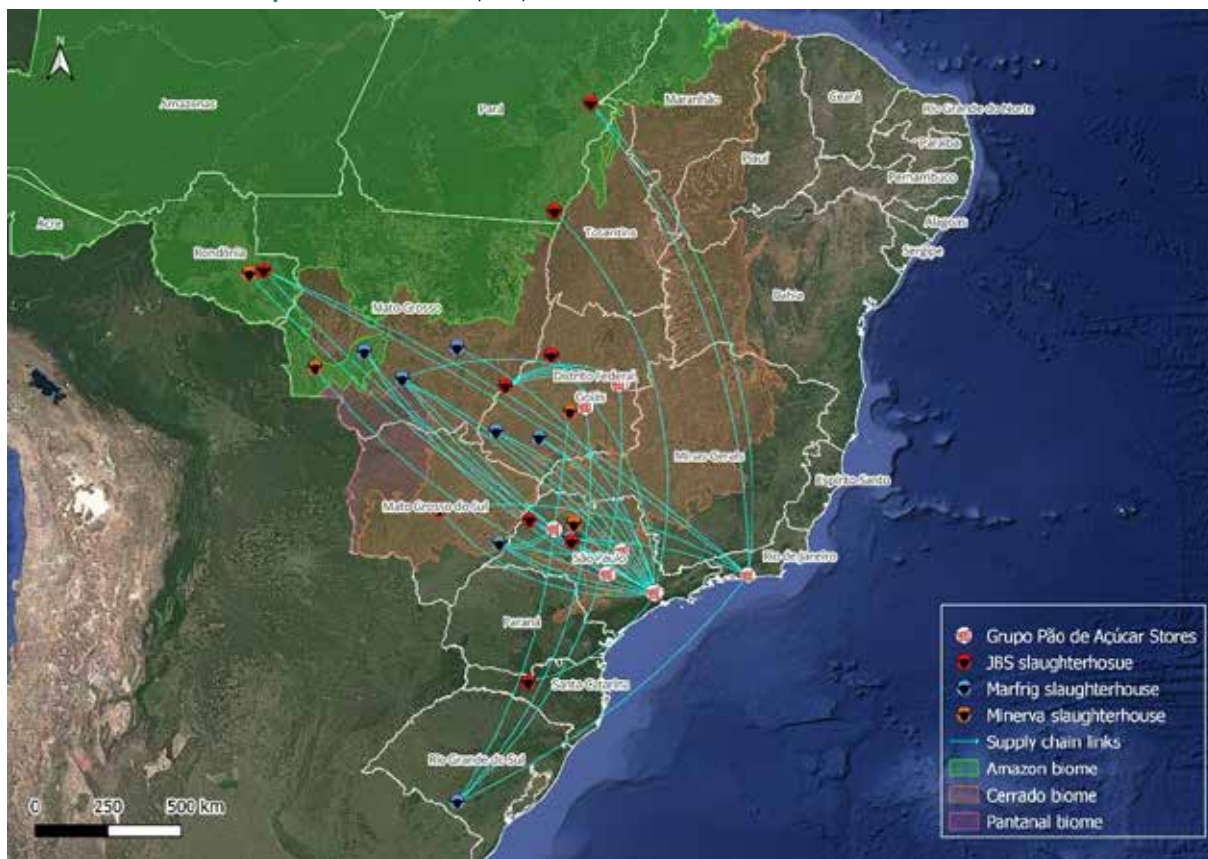 N
Amazonas
Pará
Maranhão
Ceará
Rio Grande do Norte
Paraíba
Piauí
Pernambuco
Alagoas
Sergipe
Acre
Rondônia
Tocantins
Bahia
Mato Grosso
Distrito Federal
Goiás
Minas Gerais
Espírito Santo
Mato Grosso do Sul
São Paulo
Rio de Janeiro
Paraná
Santa Catarina
Rio Grande do Sul
0 250 500 km
Grupo Pão de Açúcar Stores
JBS slaughterhosue
Marfrig slaughterhouse
Minerva slaughterhouse
Supply chain links
Amazon biome
Cerrado biome
Pantanal biome